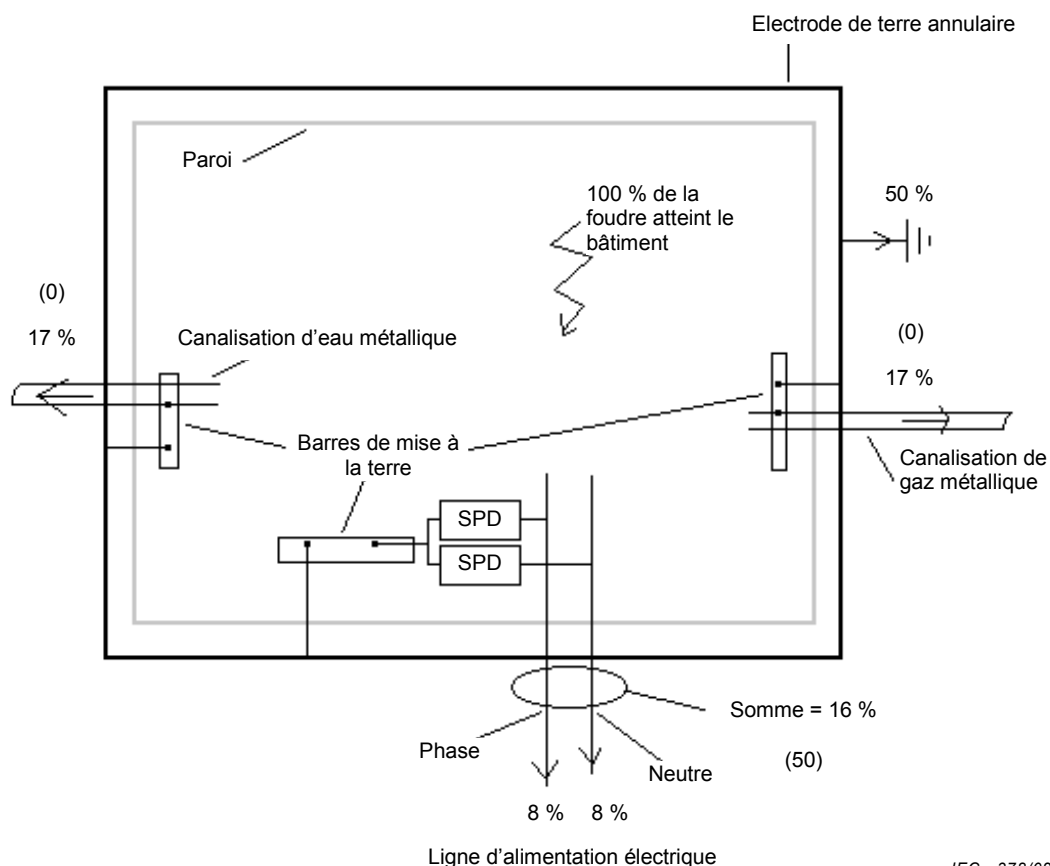 Electrode de terre annulaire
Paroi
100 % de la
foudre atteint le
bâtiment
50 %
(0)
17 %
Canalisation d'eau métallique
(0)
17 %
Barres de mise à
la terre
Canalisation de
gaz métallique
SPD
SPD
Somme = 16 %
Phase
Neutre
(50)
8 %
8 %
Ligne d'alimentation électrique